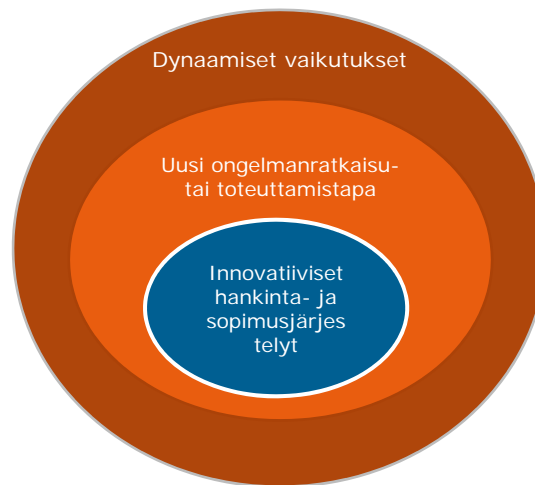 Dynaamiset vaikutukset
Uusi ongelmanratkaisu-
tai toteuttamistapa
Innovatiiviset
hankinta- ja
sopimusjärjes
telyt